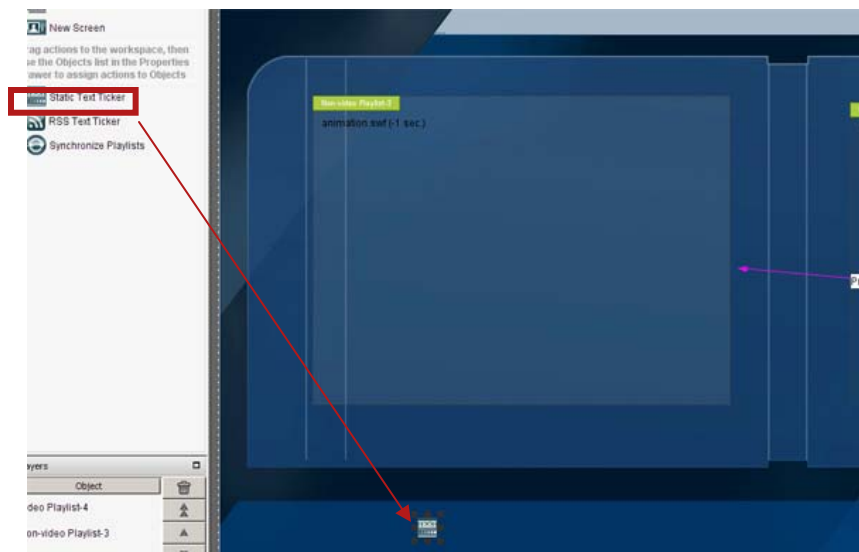 New Screen
rag actions to the workspace, then
se the Objects list in the Properties
rawer to assign actions to Objects
Static Text Ticker
RSS Text Ticker
Synchronize Playlists
Non-video Playlist-3
animation.swf (-1 sec.)
ayers
Object
deo Playlist-4
on-video Playlist-3